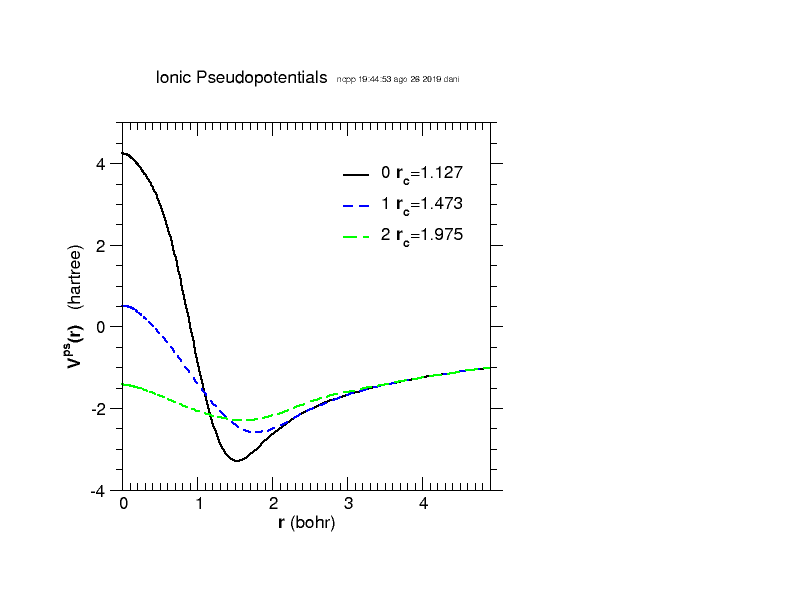 Ionic Pseudopotentials ncpp 19:44:53 ago 26 2019 dani
0 rc=1.127
1 rc=1.473
2 rc=1.975
4
2
0
-2
-4
Vps(r) (hartree)
0 1 2 3 4
r (bohr)